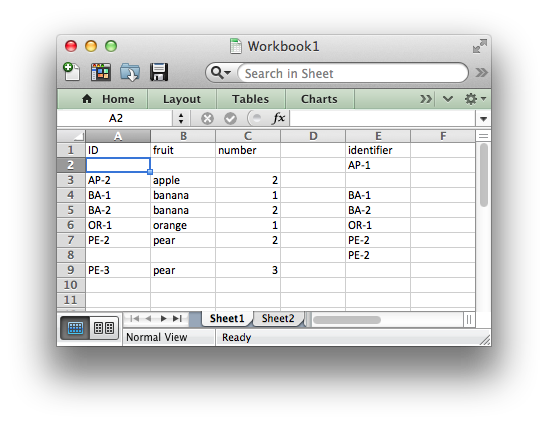 Workbook1
Search in Sheet
Home Layout Tables Charts
A2 fx
A B C D E F
1 ID fruit number identifier
2 AP-1
3 AP-2 apple 2
4 BA-1 banana 1 BA-1
5 BA-2 banana 2 BA-2
6 OR-1 orange 1 OR-1
7 PE-2 pear 2 PE-2
8 PE-2
9 PE-3 pear 3
10
11
Sheet1 Sheet2
Normal View Ready